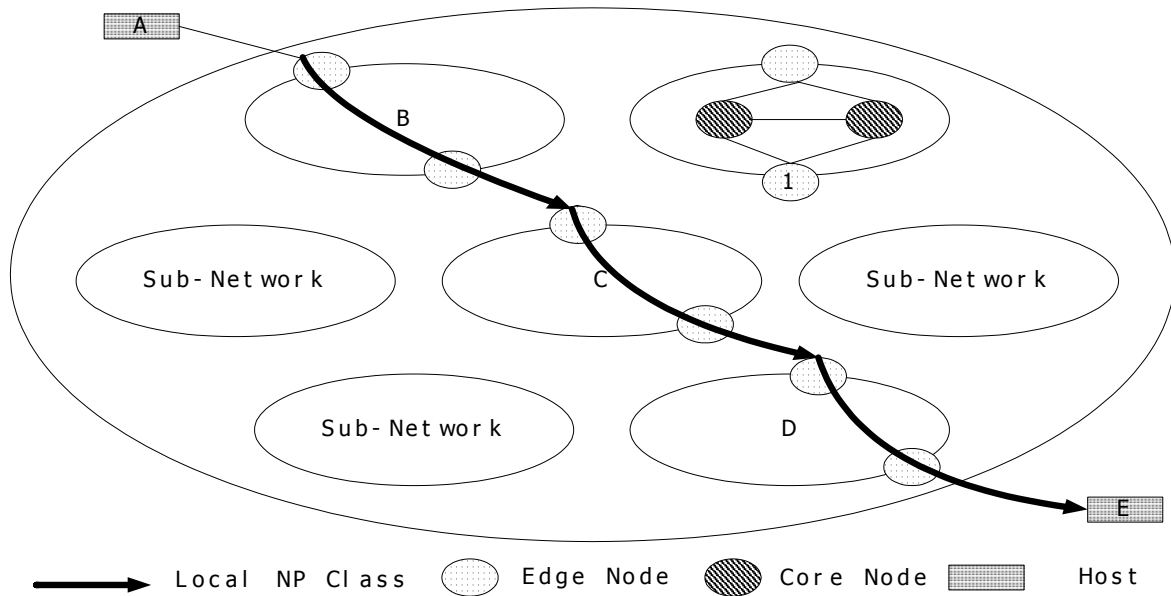 A
B
1
Sub-Network
C
Sub-Network
Sub-Network
D
E
Local NP Class
Edge Node
Core Node
Host